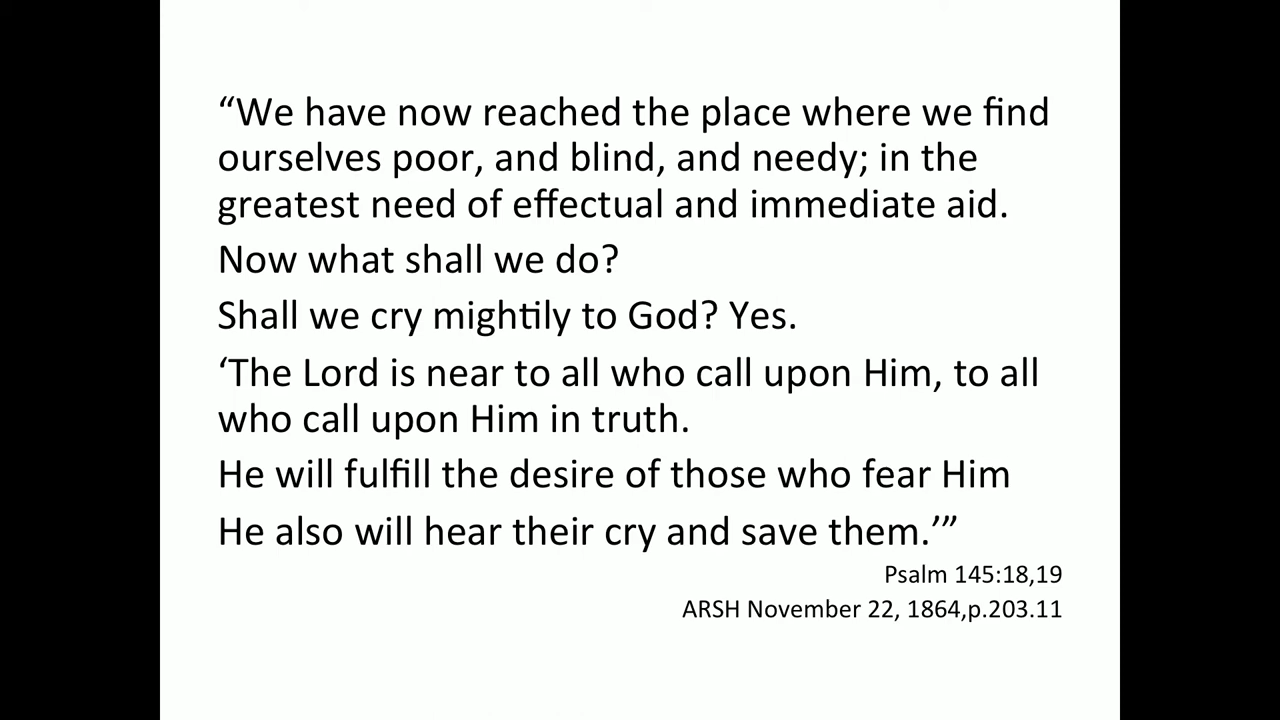 “We have now reached the place where we find
ourselves poor, and blind, and needy; in the
greatest need of effectual and immediate aid.
Now what shall we do?
Shall we cry mightily to God? Yes.
‘The Lord is near to all who call upon Him, to all
who call upon Him in truth.
He will fulfill the desire of those who fear Him
He also will hear their cry and save them.’”
Psalm 145:18,19
ARSH November 22, 1864,p.203.11